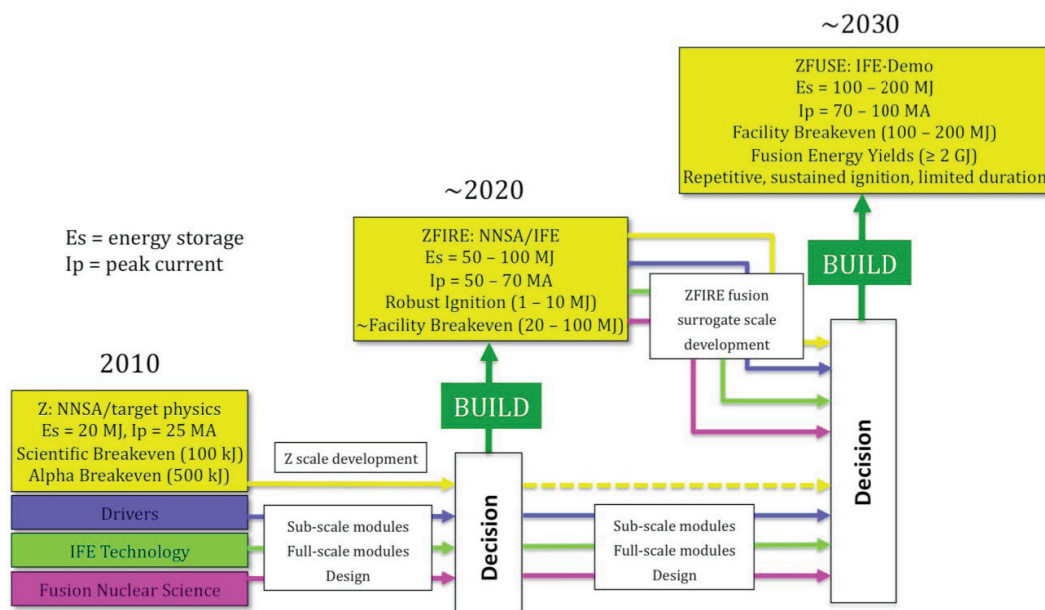 ~2030
ZFUSE: IFE-Demo
Es = 100 – 200 MJ
Ip = 70 – 100 MA
Facility Breakeven (100 – 200 MJ)
Fusion Energy Yields (≥ 2 GJ)
Repetitive, sustained ignition, limited duration
~2020
ZFIRE: NNSA/IFE
Es = 50 – 100 MJ
Ip = 50 – 70 MA
Robust Ignition (1 – 10 MJ)
~Facility Breakeven (20 – 100 MJ)
Es = energy storage
Ip = peak current
BUILD
ZFIRE fusion
surrogate scale
development
2010
Z: NNSA/target physics
Es = 20 MJ, Ip = 25 MA
Scientific Breakeven (100 kJ)
Alpha Breakeven (500 kJ)
BUILD
Z scale development
Drivers
IFE Technology
Fusion Nuclear Science
Sub-scale modules
Full-scale modules
Design
Decision
Sub-scale modules
Full-scale modules
Design
Decision